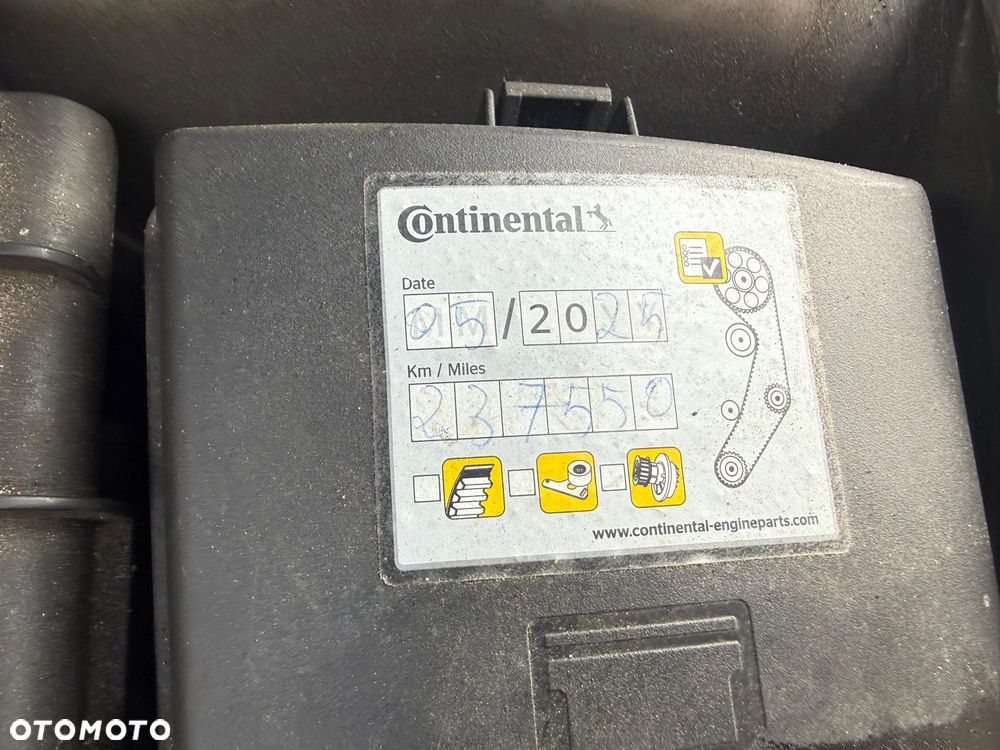 Continental
Date
05/2025
Km / Miles
237550
www.continental-engineparts.com
OTOMOTO